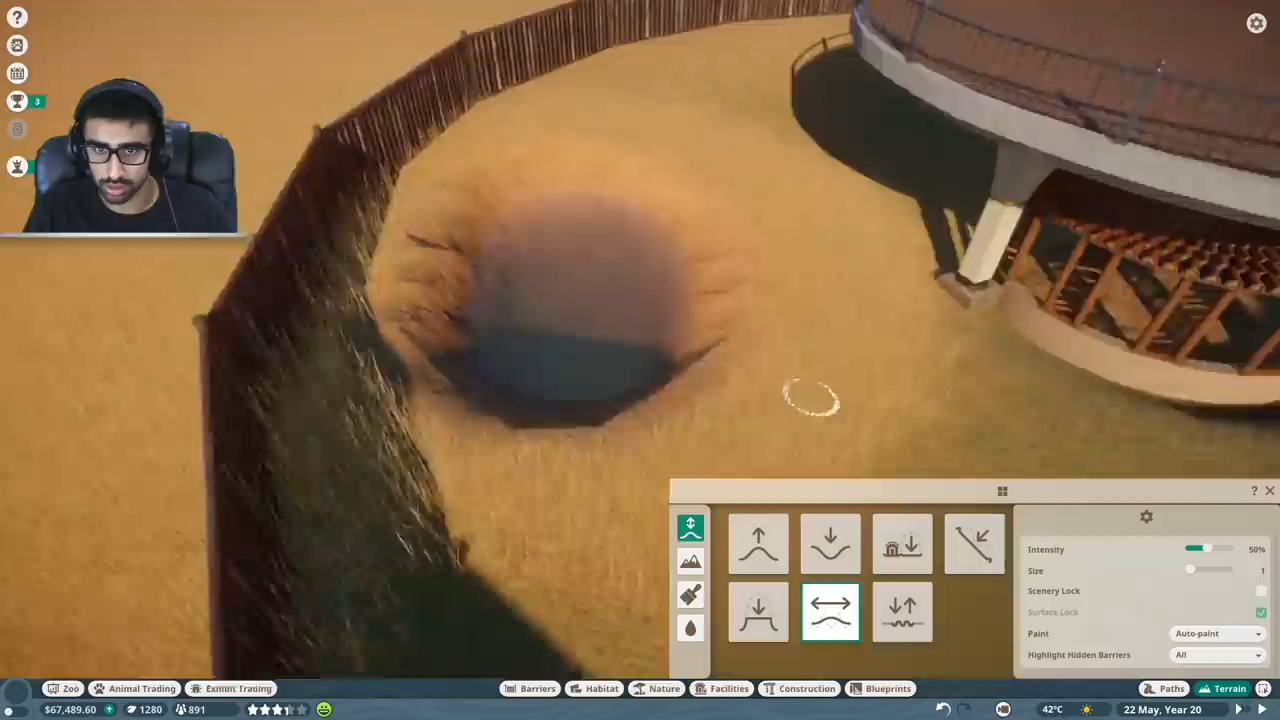 ?
3
? ×
Intensity 50%
Size 1
Scenery Lock
Surface Lock
Paint Auto-paint
Highlight Hidden Barriers All
Zoo Animal Trading Exhibit Trading Barriers Habitat Nature Facilities Construction Blueprints Paths Terrain
$67,489.60 1280 891 42°C 22 May, Year 20